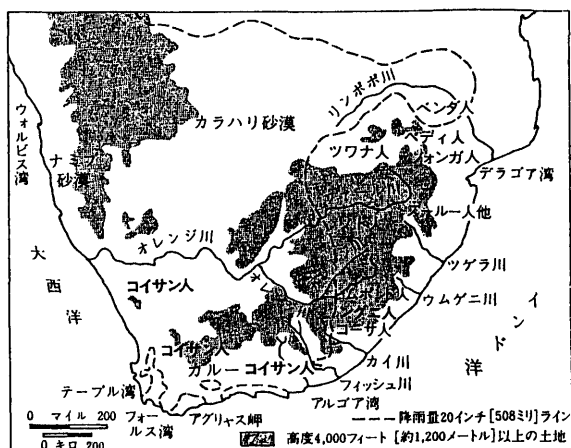 リンポポ川
ベンダ人
カラハリ砂漠
ウォルビス湾
ペディ人
ツワナ人
ツォンガ人
ナミブ砂漠
デラゴア湾
オレンジ川
大西洋
ツゲラ川
コイサン人
ウムゲニ川
インド洋
コーサ人
コイサン人
カルー
コイサン人
カイ川
フィッシュ川
テーブル湾
アルゴア湾
フォールス湾
アグリャス岬
0 マイル 200
0 キロ 200
---降雨量20インチ[508ミリ]ライン
高度4,000フィート[約1,200メートル]以上の土地